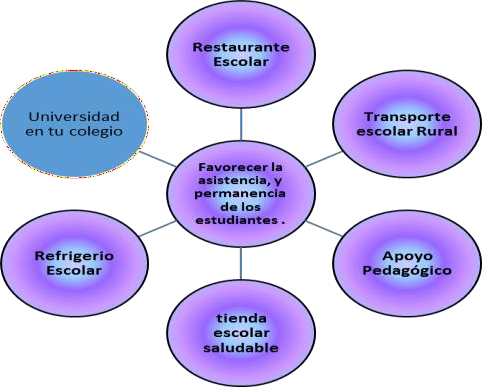 Restaurante
Escolar
Universidad
en tu colegio
Transporte
escolar Rural
Favorecer la
asistencia, y
permanencia
de los
estudiantes .
Refrigerio
Escolar
Apoyo
Pedagógico
tienda
escolar
saludable